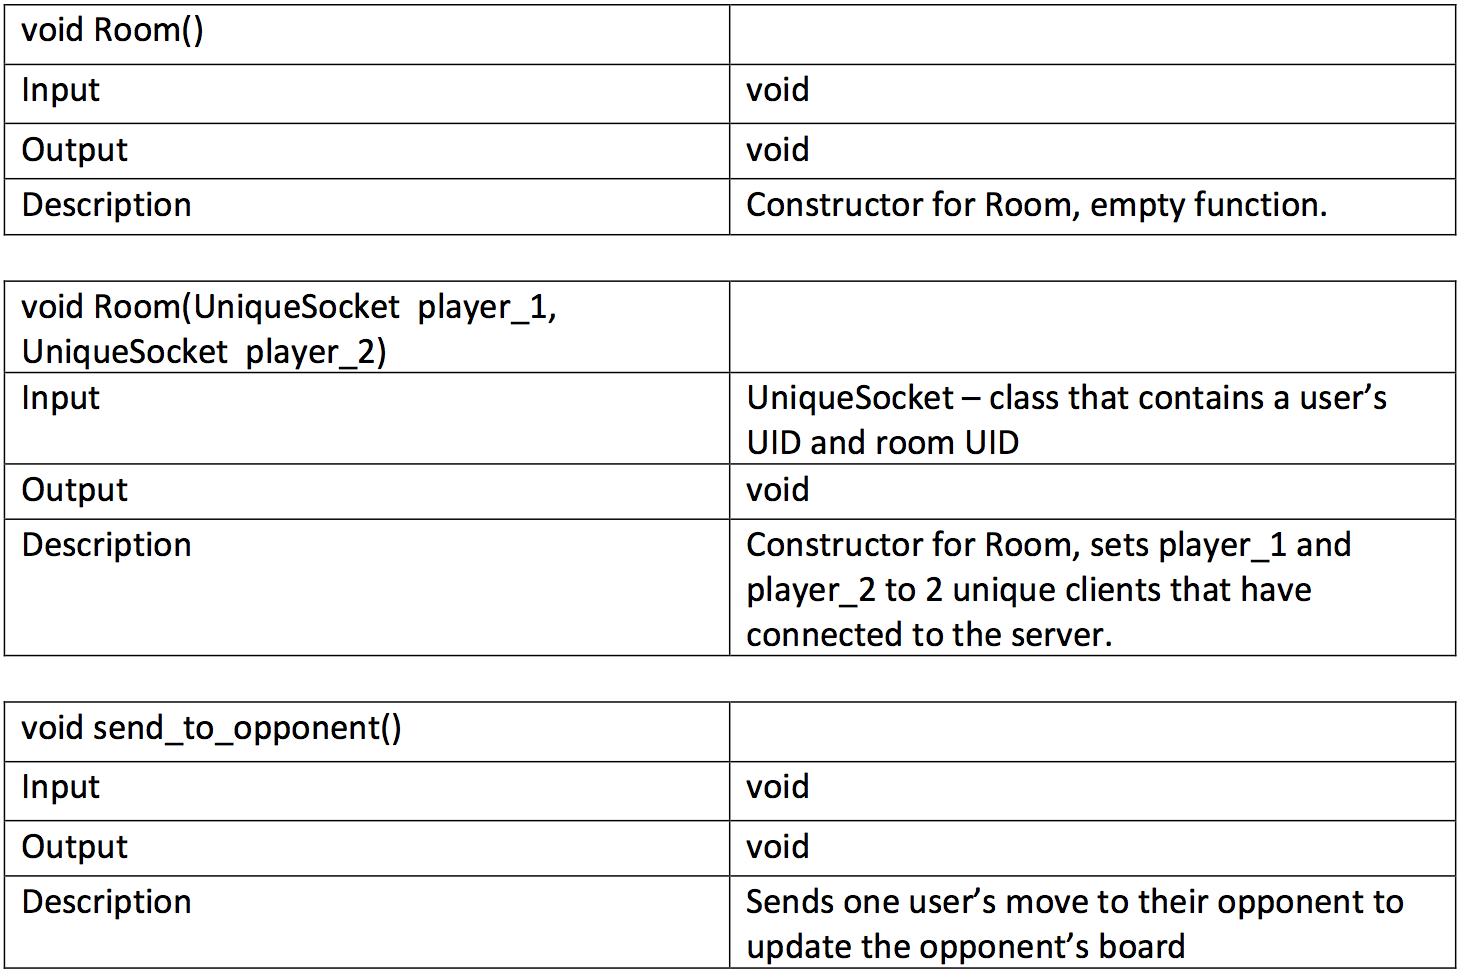 void Room()
Input void
Output void
Description Constructor for Room, empty function.
void Room(UniqueSocket  player_1,
UniqueSocket  player_2)
Input UniqueSocket – class that contains a user’s
UID and room UID
Output void
Description Constructor for Room, sets player_1 and
player_2 to 2 unique clients that have
connected to the server.
void send_to_opponent()
Input void
Output void
Description Sends one user’s move to their opponent to
update the opponent’s board